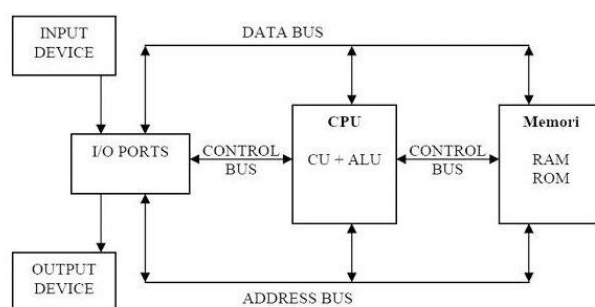 INPUT
DEVICE
DATA BUS
I/O PORTS
CONTROL
BUS
CPU
CU + ALU
CONTROL
BUS
Memori
RAM
ROM
OUTPUT
DEVICE
ADDRESS BUS